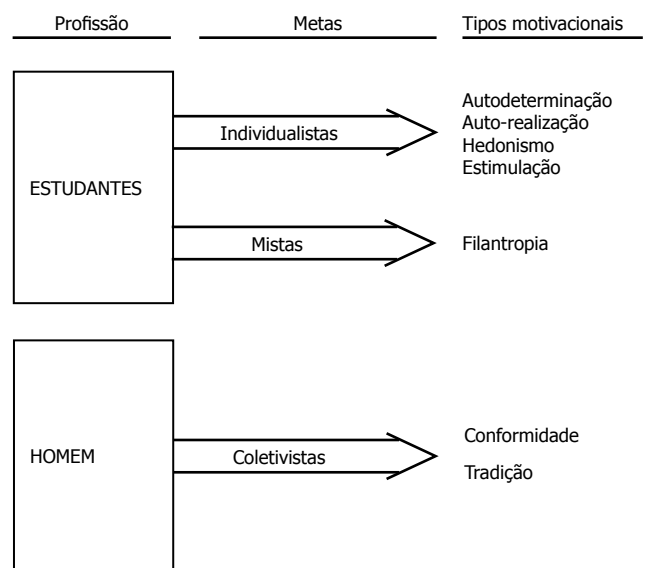 Profissão Metas Tipos motivacionais
Individualistas
Autodeterminação
Auto-realização
Hedonismo
Estimulação
ESTUDANTES
Mistas
Filantropia
HOMEM
Coletivistas
Conformidade
Tradição